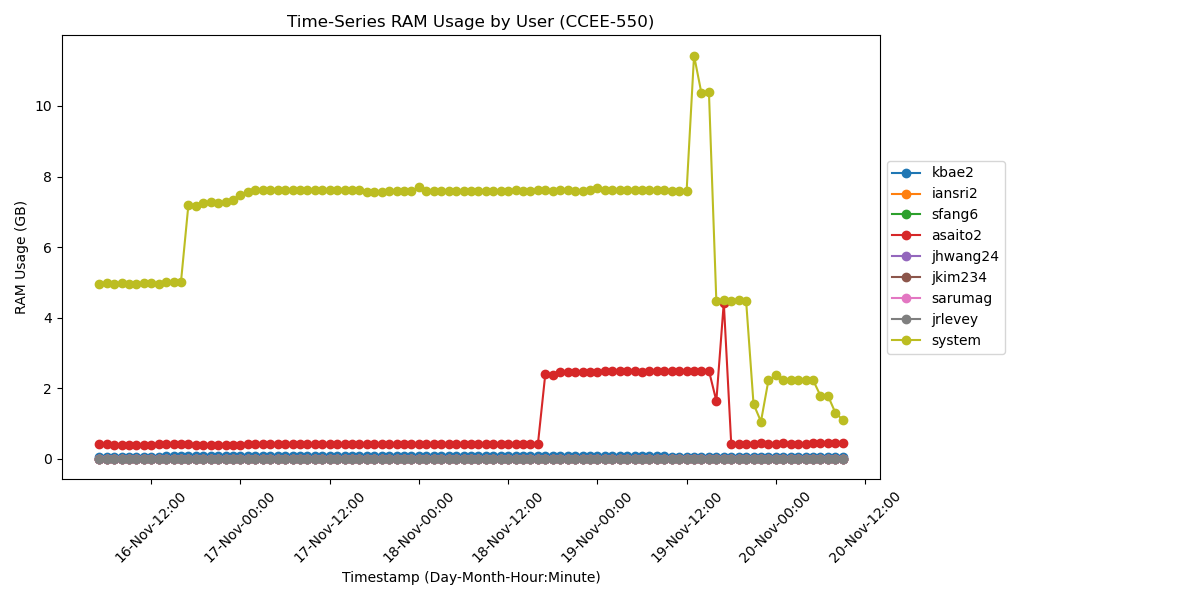 Time-Series RAM Usage by User (CCEE-550)
RAM Usage (GB)
10
8
6
4
2
0
16-Nov-12:00
17-Nov-00:00
17-Nov-12:00
18-Nov-00:00
18-Nov-12:00
19-Nov-00:00
19-Nov-12:00
20-Nov-00:00
20-Nov-12:00
Timestamp (Day-Month-Hour:Minute)
kbae2
iansri2
sfang6
asaito2
jhwang24
jkim234
sarumag
jrlevey
system